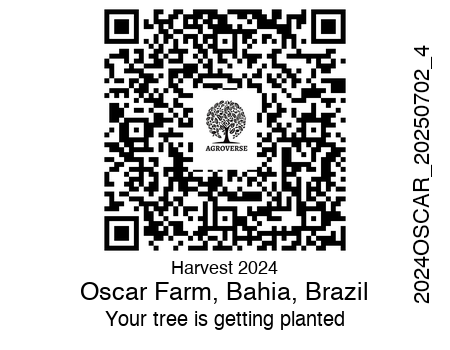 AGROVERSE
Harvest 2024
Oscar Farm, Bahia, Brazil
Your tree is getting planted
2024OSCAR_20250702_4